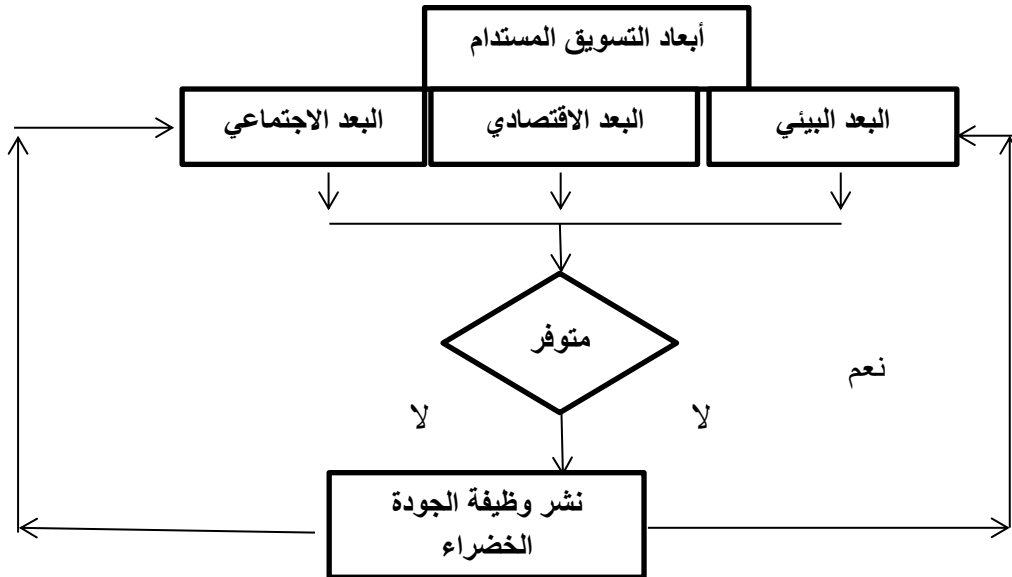 أبعاد التسويق المستدام
البعد البيئي
البعد الاقتصادي
البعد الاجتماعي
متوفر
نعم
لا
لا
نشر وظيفة الجودة
الخضراء